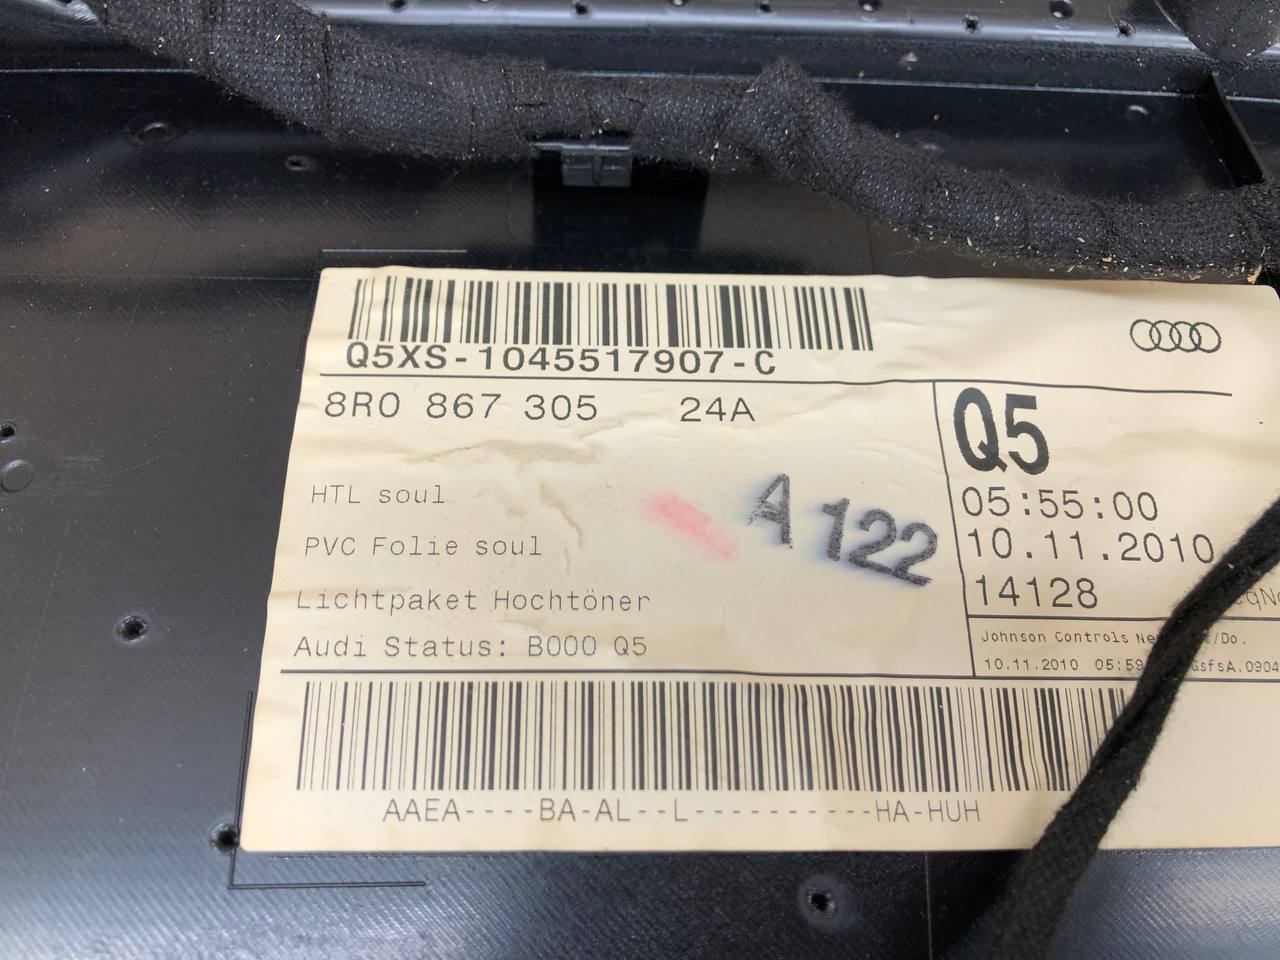 Q5XS-1045517907-C
8R0 867 305 24A
Q5
HTL soul
05:55:00
A 122
PVC Folie soul
10.11.2010
Lichtpaket Hochtöner
14128
Audi Status: B000 Q5
Johnson Controls
10.11.2010
AAEA----BA-AL--L----------HA-HUH